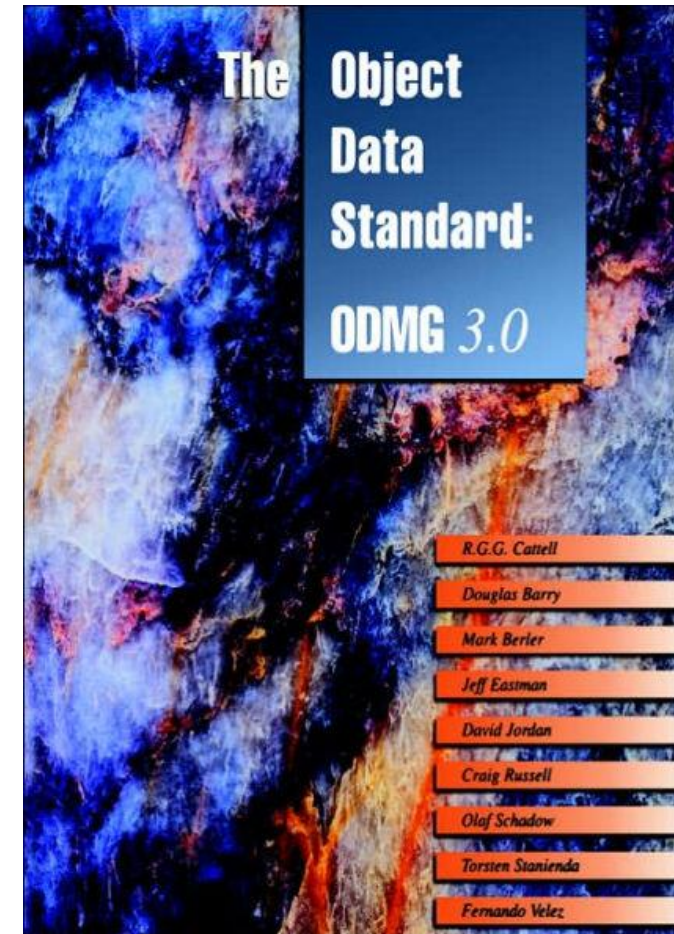 The Object
Data
Standard:
ODMG 3.0
R.G.G. Cattell
Douglas Barry
Mark Berler
Jeff Eastman
David Jordan
Craig Russell
Olaf Schadow
Torsten Stanienda
Fernando Velez